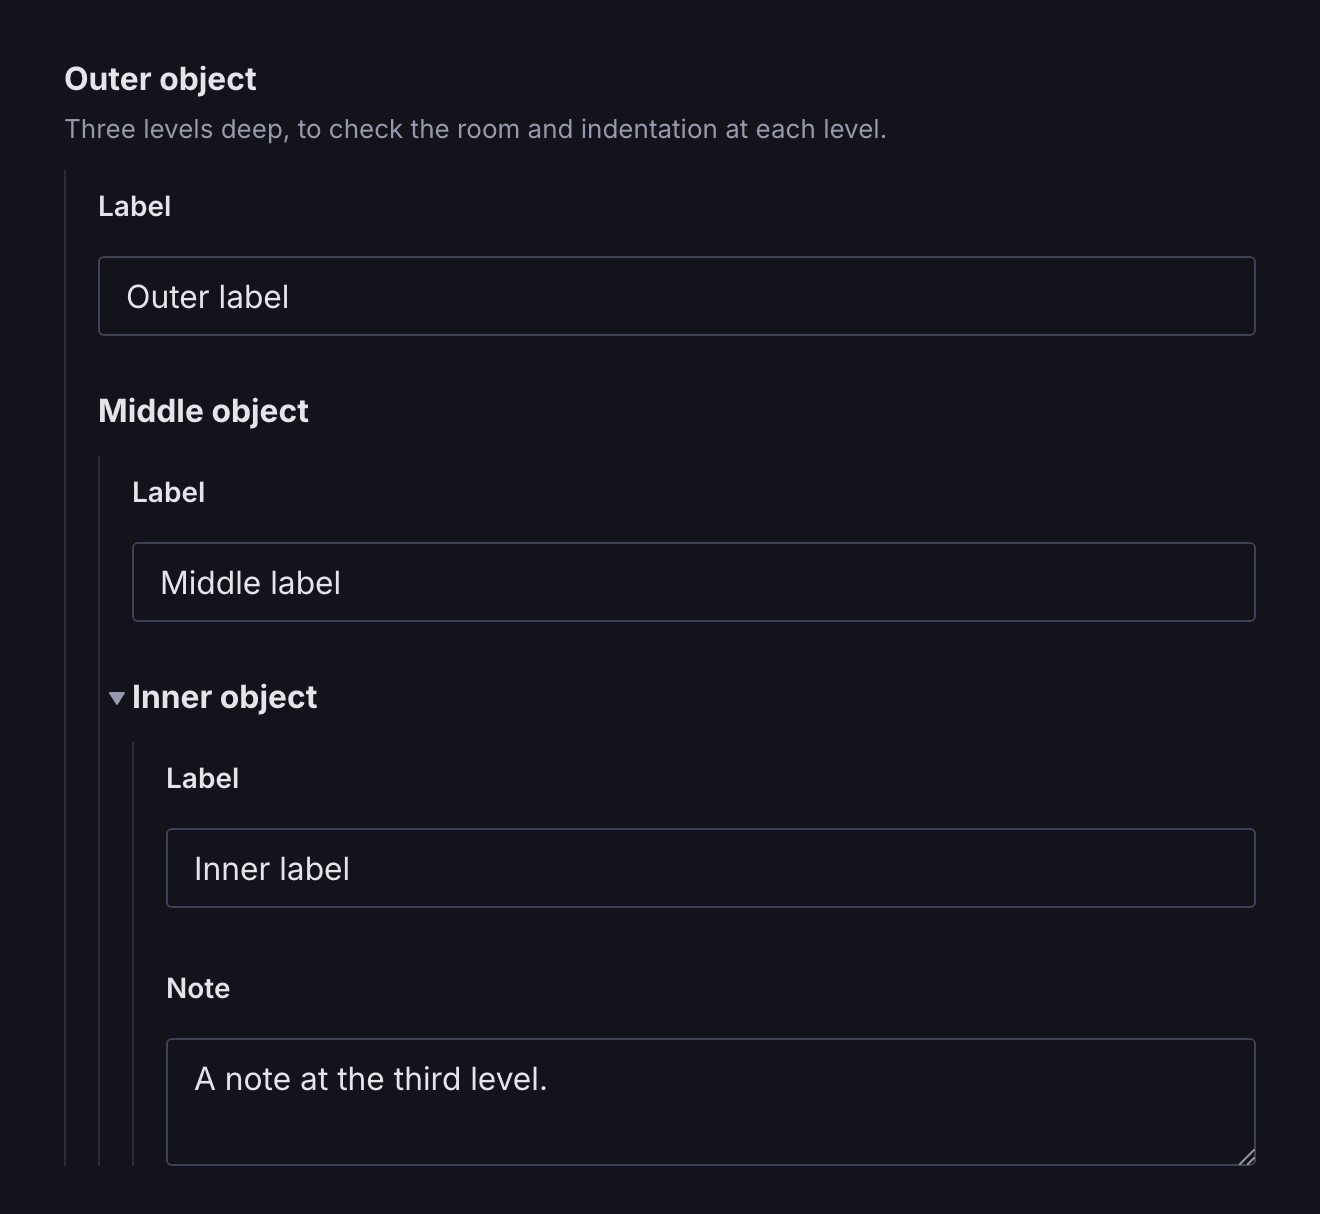 Outer object
Three levels deep, to check the room and indentation at each level.
Label
Outer label
Middle object
Label
Middle label
Inner object
Label
Inner label
Note
A note at the third level.